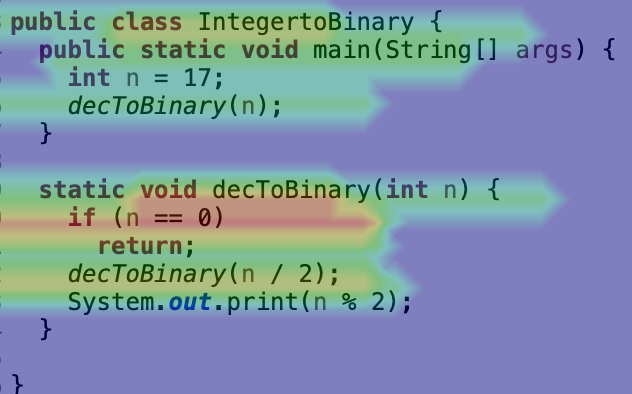 public class IntegertoBinary {
public static void main(String[] args) {
int n = 17;
decToBinary(n);
}
static void decToBinary(int n) {
if (n == 0)
return;
decToBinary(n / 2);
System.out.print(n % 2);
}
}